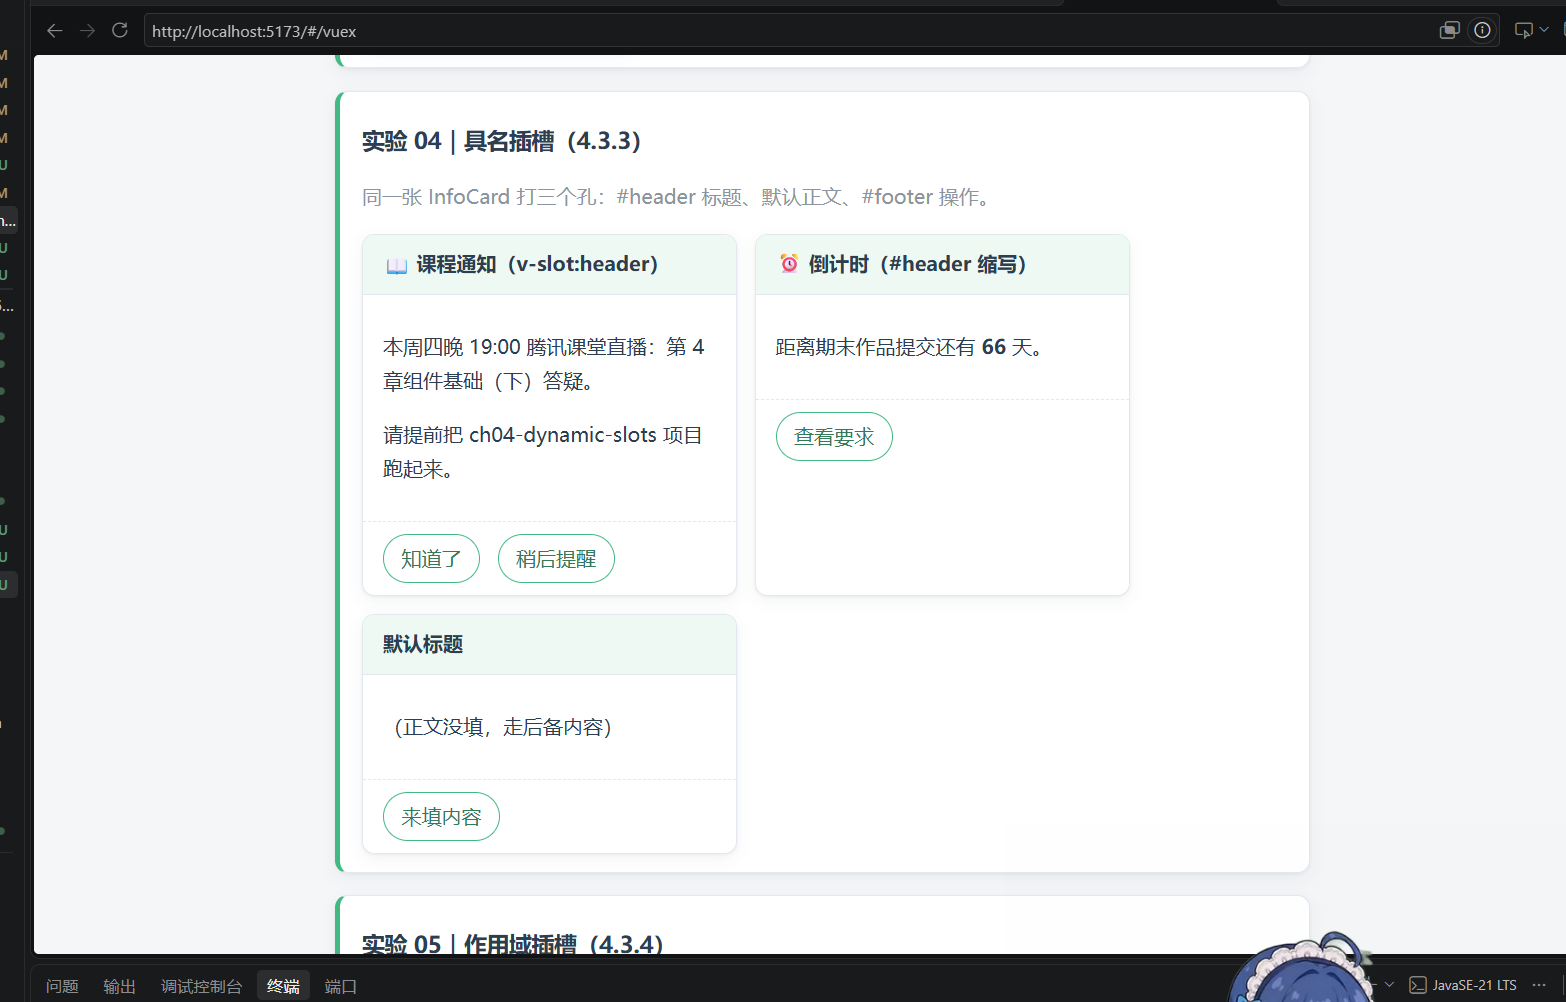 http://localhost:5173/#/vuex
M
M
M
M
U
M
n...
U
U
S...
U
U
U
实验 04｜具名插槽（4.3.3）
同一张 InfoCard 打三个孔：#header 标题、默认正文、#footer 操作。
📖 课程通知（v-slot:header）
本周四晚 19:00 腾讯课堂直播：第 4
章组件基础（下）答疑。
请提前把 ch04-dynamic-slots 项目
跑起来。
知道了 稍后提醒
⏰ 倒计时（#header 缩写）
距离期末作品提交还有 66 天。
查看要求
默认标题
（正文没填，走后备内容）
来填内容
实验 05｜作用域插槽（4.3.4）
问题 输出 调试控制台 终端 端口
JavaSE-21 LTS